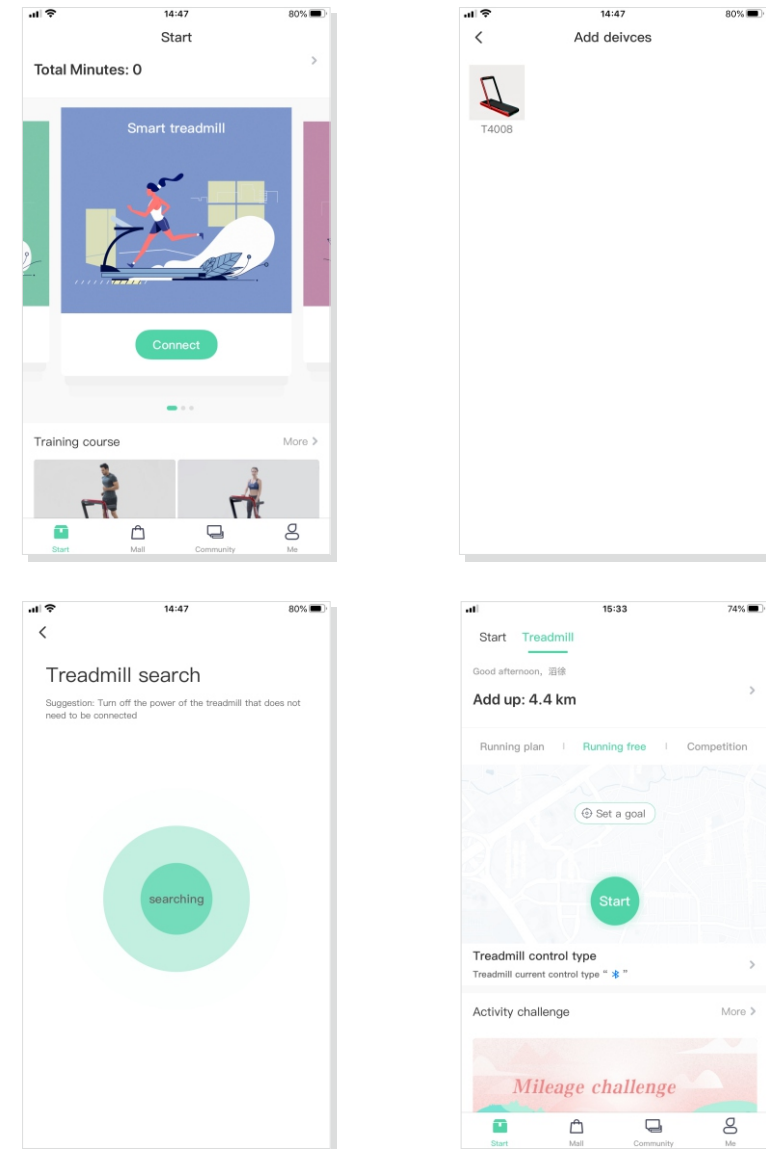 14:47
80%
Start
Total Minutes: 0
Smart treadmill
Connect
Training course
More
Start
Mall
Community
Me
14:47
80%
Add deivces
T4008
14:47
80%
Treadmill search
Suggestion: Turn off the power of the treadmill that does not
need to be connected
searching
15:33
74%
Start
Treadmill
Good afternoon，滔徐
Add up: 4.4 km
Running plan
Running free
Competition
Set a goal
Start
Treadmill control type
Treadmill current control type “ ”
Activity challenge
More
Mileage challenge
Start
Mall
Community
Me